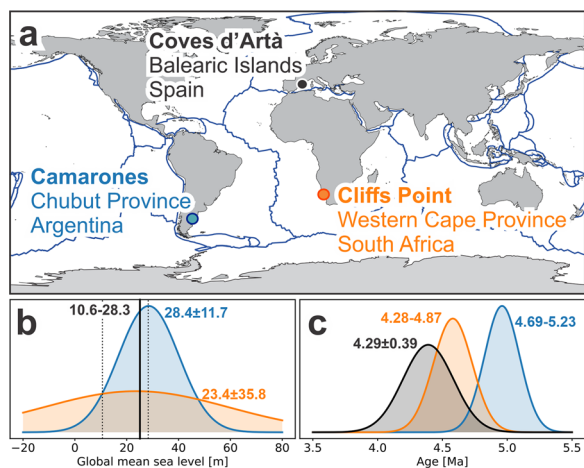 a
Coves d'Artà
Balearic Islands
Spain
Camarones
Chubut Province
Argentina
Cliffs Point
Western Cape Province
South Africa
b
10.6-28.3
28.4±11.7
23.4±35.8
−20 0 20 40 60 80
Global mean sea level [m]
c
4.28-4.87
4.69-5.23
4.29±0.39
3.5 4.0 4.5 5.0 5.5
Age [Ma]